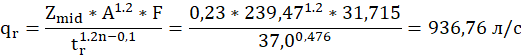 qᵣ = (Z_mid * A^1.2 * F) / t_r^(1.2n−0,1) = (0,23 * 239,47^1.2 * 31,715) / 37,0^0,476 = 936,76 л/с